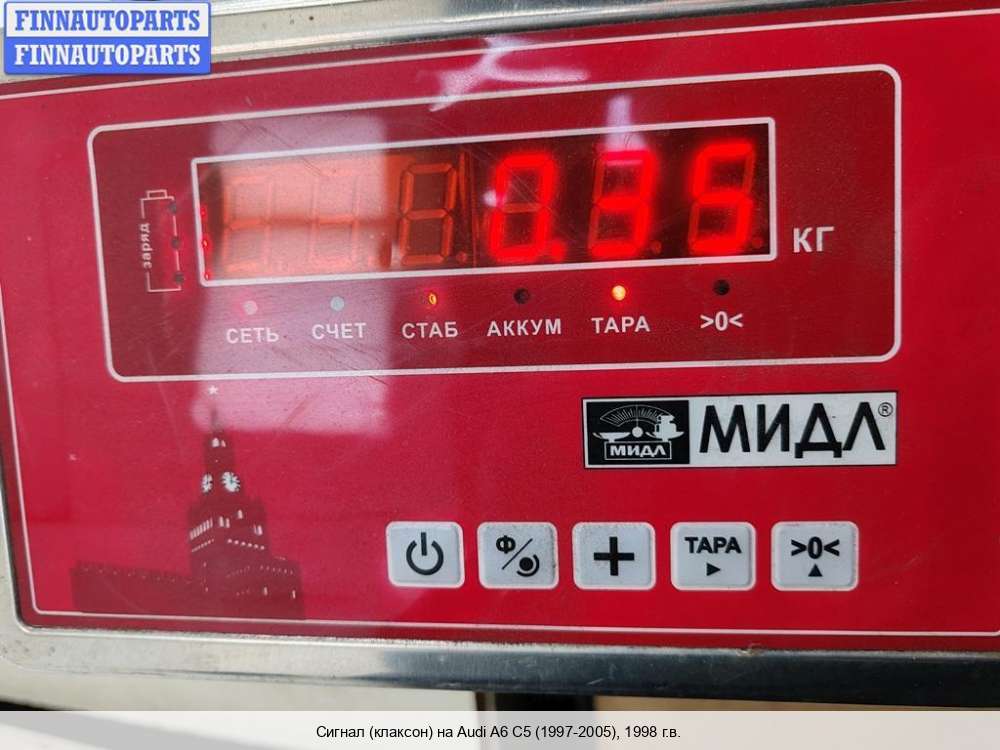 FINNAUTOPARTS
FINNAUTOPARTS
заряд
0.35
КГ
СЕТЬ СЧЕТ СТАБ АККУМ ТАРА >0<
МИДЛ МИДЛ®
Ф ТАРА >0<
Сигнал (клаксон) на Audi A6 C5 (1997-2005), 1998 г.в.